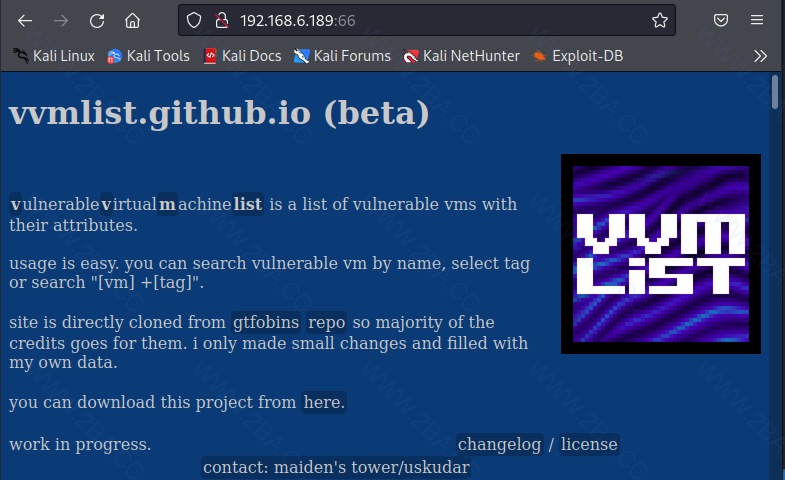 192.168.6.189:66
Kali Linux Kali Tools Kali Docs Kali Forums Kali NetHunter Exploit-DB
vvmlist.github.io (beta)
vulnerable virtual machine list is a list of vulnerable vms with
their attributes.
VVM
LiST
usage is easy. you can search vulnerable vm by name, select tag
or search "[vm] +[tag]".
site is directly cloned from gtfobins repo so majority of the
credits goes for them. i only made small changes and filled with
my own data.
you can download this project from here.
work in progress. changelog / license
contact: maiden's tower/uskudar
WWW.2BA.CC